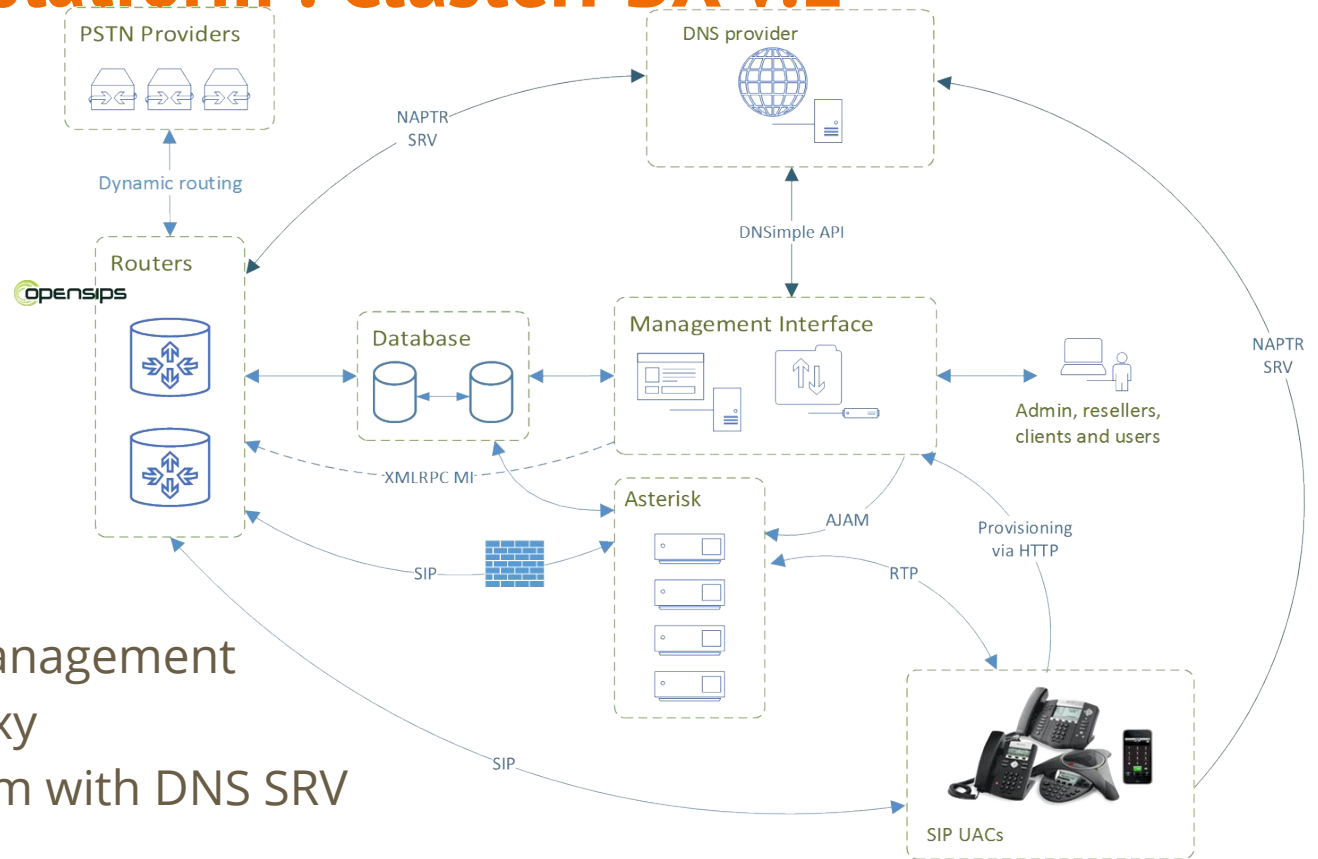 PSTN Providers
DNS provider
NAPTR
SRV
Dynamic routing
DNSimple API
Routers
opensips
Database
Management Interface
NAPTR
SRV
Admin, resellers,
clients and users
XMLRPC MI
Asterisk
AJAM
Provisioning
via HTTP
SIP
RTP
xy
m with DNS SRV
SIP
SIP UACs